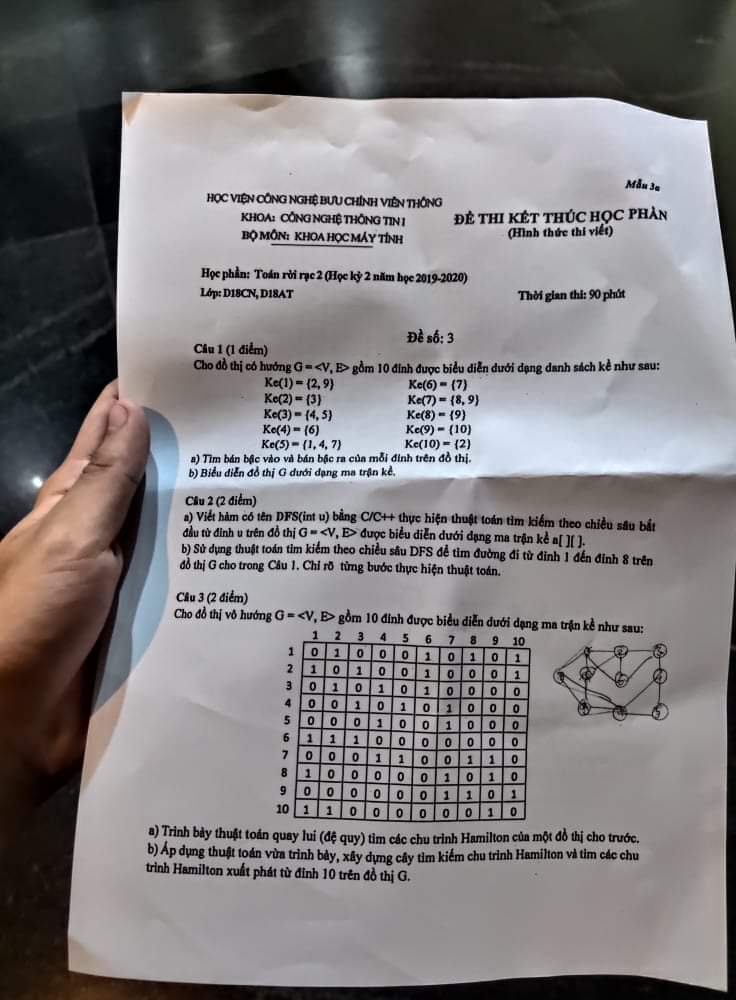 Mẫu 3a
HỌC VIỆN CÔNG NGHỆ BƯU CHÍNH VIỄN THÔNG
KHOA: CÔNG NGHỆ THÔNG TIN 1
BỘ MÔN: KHOA HỌC MÁY TÍNH
ĐỀ THI KẾT THÚC HỌC PHẦN
(Hình thức thi viết)
Học phần: Toán rời rạc 2 (Học kỳ 2 năm học 2019-2020)
Lớp: D18CN, D18AT
Thời gian thi: 90 phút
Đề số: 3
Câu 1 (1 điểm)
Cho đồ thị có hướng G = <V, E> gồm 10 đỉnh được biểu diễn dưới dạng danh sách kề như sau:
Ke(1) = {2, 9} Ke(6) = {7}
Ke(2) = {3} Ke(7) = {8, 9}
Ke(3) = {4, 5} Ke(8) = {9}
Ke(4) = {6} Ke(9) = {10}
Ke(5) = {1, 4, 7} Ke(10) = {2}
a) Tìm bán bậc vào và bán bậc ra của mỗi đỉnh trên đồ thị.
b) Biểu diễn đồ thị G dưới dạng ma trận kề.
Câu 2 (2 điểm)
a) Viết hàm có tên DFS(int u) bằng C/C++ thực hiện thuật toán tìm kiếm theo chiều sâu bắt
đầu từ đỉnh u trên đồ thị G = <V, E> được biểu diễn dưới dạng ma trận kề a[ ][ ].
b) Sử dụng thuật toán tìm kiếm theo chiều sâu DFS để tìm đường đi từ đỉnh 1 đến đỉnh 8 trên
đồ thị G cho trong Câu 1. Chỉ rõ từng bước thực hiện thuật toán.
Câu 3 (2 điểm)
Cho đồ thị vô hướng G = <V, E> gồm 10 đỉnh được biểu diễn dưới dạng ma trận kề như sau:
1 2 3 4 5 6 7 8 9 10
1 0 1 0 0 0 1 0 1 0 1
2 1 0 1 0 0 1 0 0 0 1
3 0 1 0 1 0 1 0 0 0 0
4 0 0 1 0 1 0 1 0 0 0
5 0 0 0 1 0 0 1 0 0 0
6 1 1 1 0 0 0 0 0 0 0
7 0 0 0 1 1 0 0 1 1 0
8 1 0 0 0 0 0 1 0 1 0
9 0 0 0 0 0 0 1 1 0 1
10 1 1 0 0 0 0 0 0 1 0
a) Trình bày thuật toán quay lui (đệ quy) tìm các chu trình Hamilton của một đồ thị cho trước.
b) Áp dụng thuật toán vừa trình bày, xây dựng cây tìm kiếm chu trình Hamilton và tìm các chu
trình Hamilton xuất phát từ đỉnh 10 trên đồ thị G.